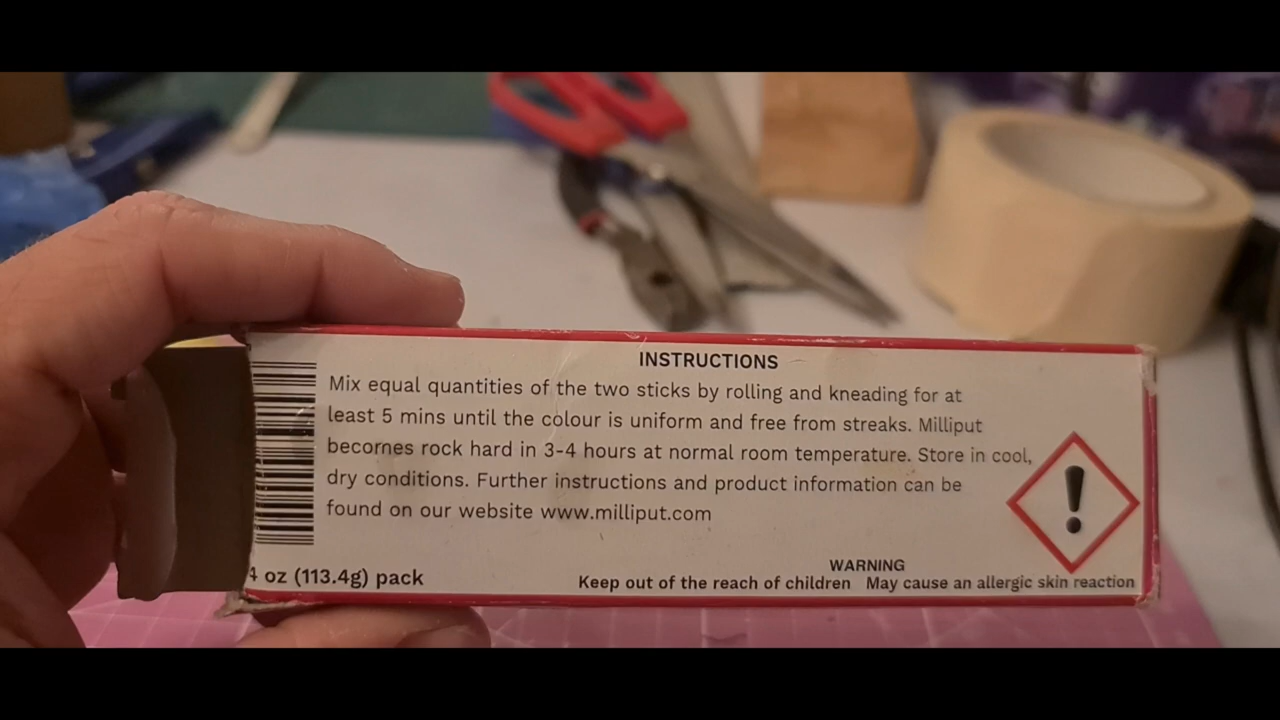 INSTRUCTIONS
Mix equal quantities of the two sticks by rolling and kneading for at
least 5 mins until the colour is uniform and free from streaks. Milliput
becomes rock hard in 3-4 hours at normal room temperature. Store in cool,
dry conditions. Further instructions and product information can be
found on our website www.milliput.com
4 oz (113.4g) pack
WARNING
Keep out of the reach of children May cause an allergic skin reaction